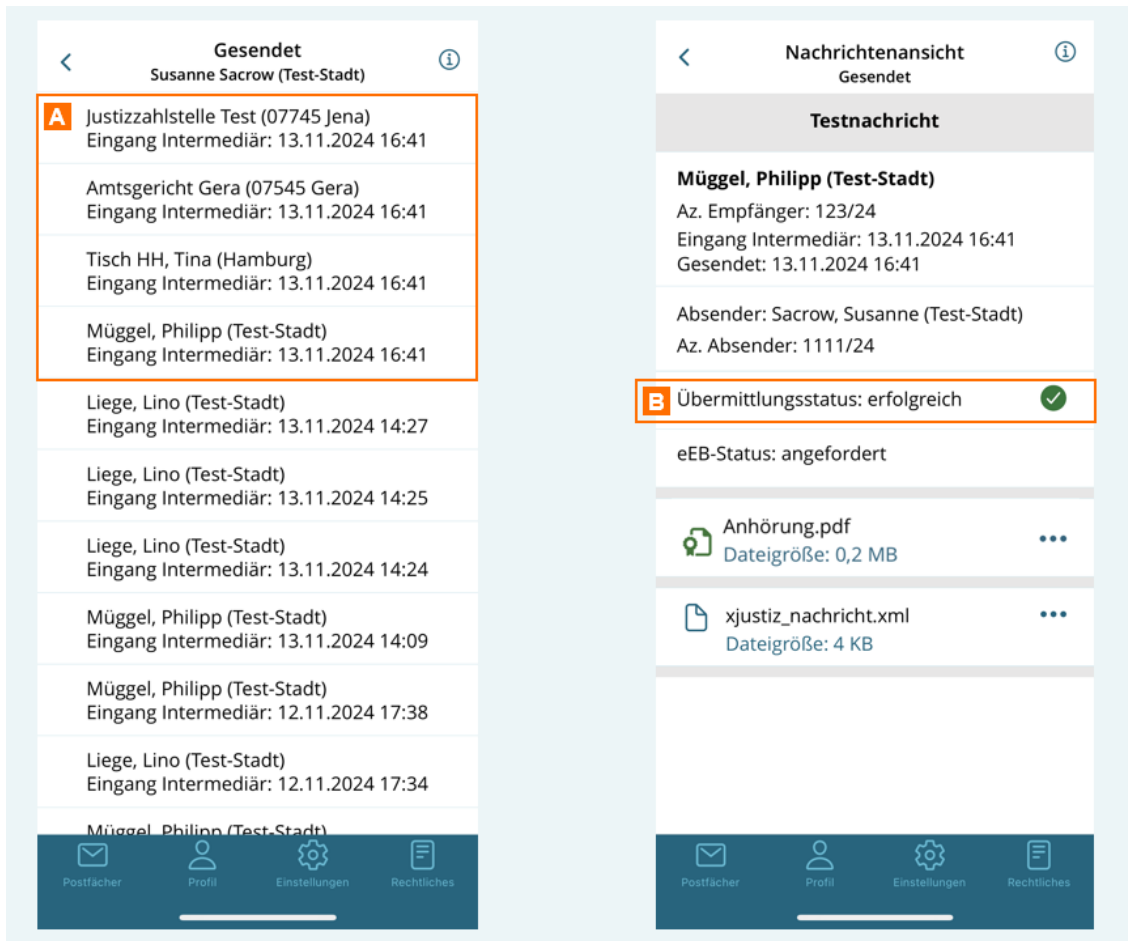 Gesendet
Susanne Sacrow (Test-Stadt)
A
Justizzahlstelle Test (07745 Jena)
Eingang Intermediär: 13.11.2024 16:41
Amtsgericht Gera (07545 Gera)
Eingang Intermediär: 13.11.2024 16:41
Tisch HH, Tina (Hamburg)
Eingang Intermediär: 13.11.2024 16:41
Müggel, Philipp (Test-Stadt)
Eingang Intermediär: 13.11.2024 16:41
Liege, Lino (Test-Stadt)
Eingang Intermediär: 13.11.2024 14:27
Liege, Lino (Test-Stadt)
Eingang Intermediär: 13.11.2024 14:25
Liege, Lino (Test-Stadt)
Eingang Intermediär: 13.11.2024 14:24
Müggel, Philipp (Test-Stadt)
Eingang Intermediär: 13.11.2024 14:09
Müggel, Philipp (Test-Stadt)
Eingang Intermediär: 12.11.2024 17:38
Liege, Lino (Test-Stadt)
Eingang Intermediär: 12.11.2024 17:34
Müggel, Philipp (Test-Stadt)
Postfächer Profil Einstellungen Rechtliches
Nachrichtenansicht
Gesendet
Testnachricht
Müggel, Philipp (Test-Stadt)
Az. Empfänger: 123/24
Eingang Intermediär: 13.11.2024 16:41
Gesendet: 13.11.2024 16:41
Absender: Sacrow, Susanne (Test-Stadt)
Az. Absender: 1111/24
B Übermittlungsstatus: erfolgreich
eEB-Status: angefordert
Anhörung.pdf
Dateigröße: 0,2 MB
xjustiz_nachricht.xml
Dateigröße: 4 KB
Postfächer Profil Einstellungen Rechtliches